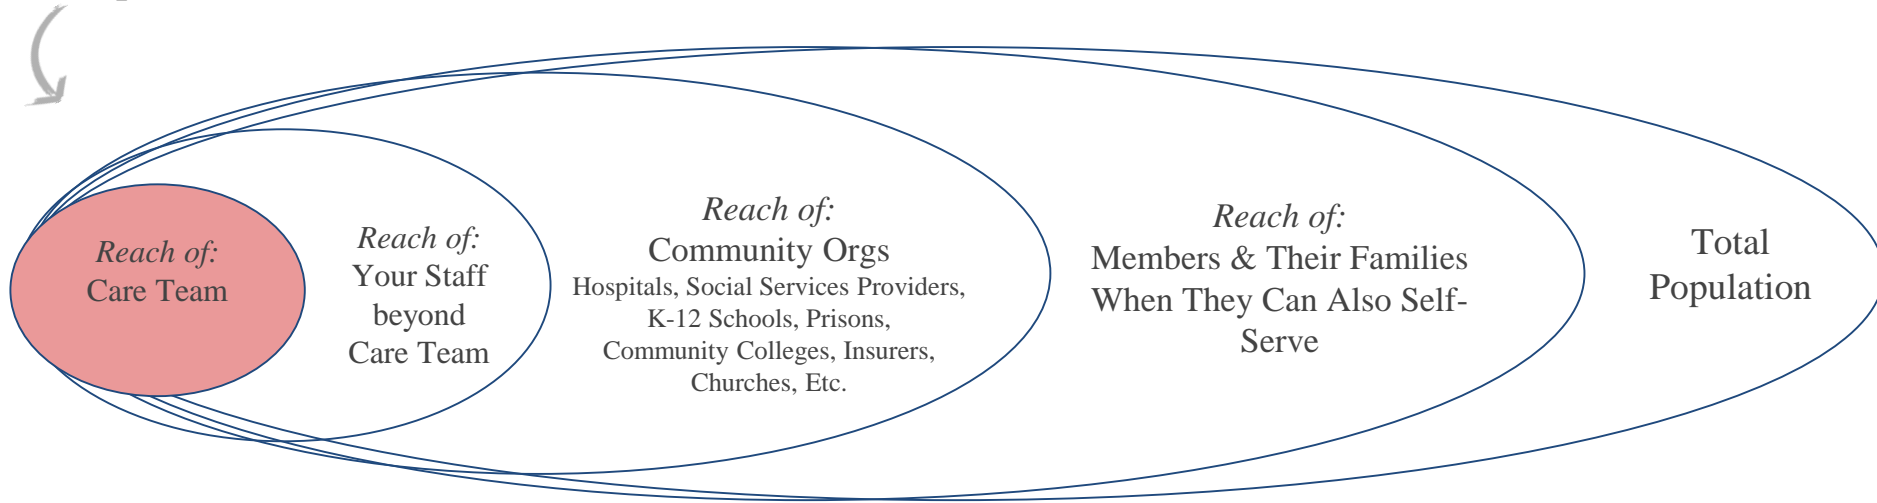 Reach of:
Care Team
Reach of:
Your Staff
beyond
Care Team
Reach of:
Community Orgs
Hospitals, Social Services Providers,
K-12 Schools, Prisons,
Community Colleges, Insurers,
Churches, Etc.
Reach of:
Members & Their Families
When They Can Also Self-
Serve
Total
Population